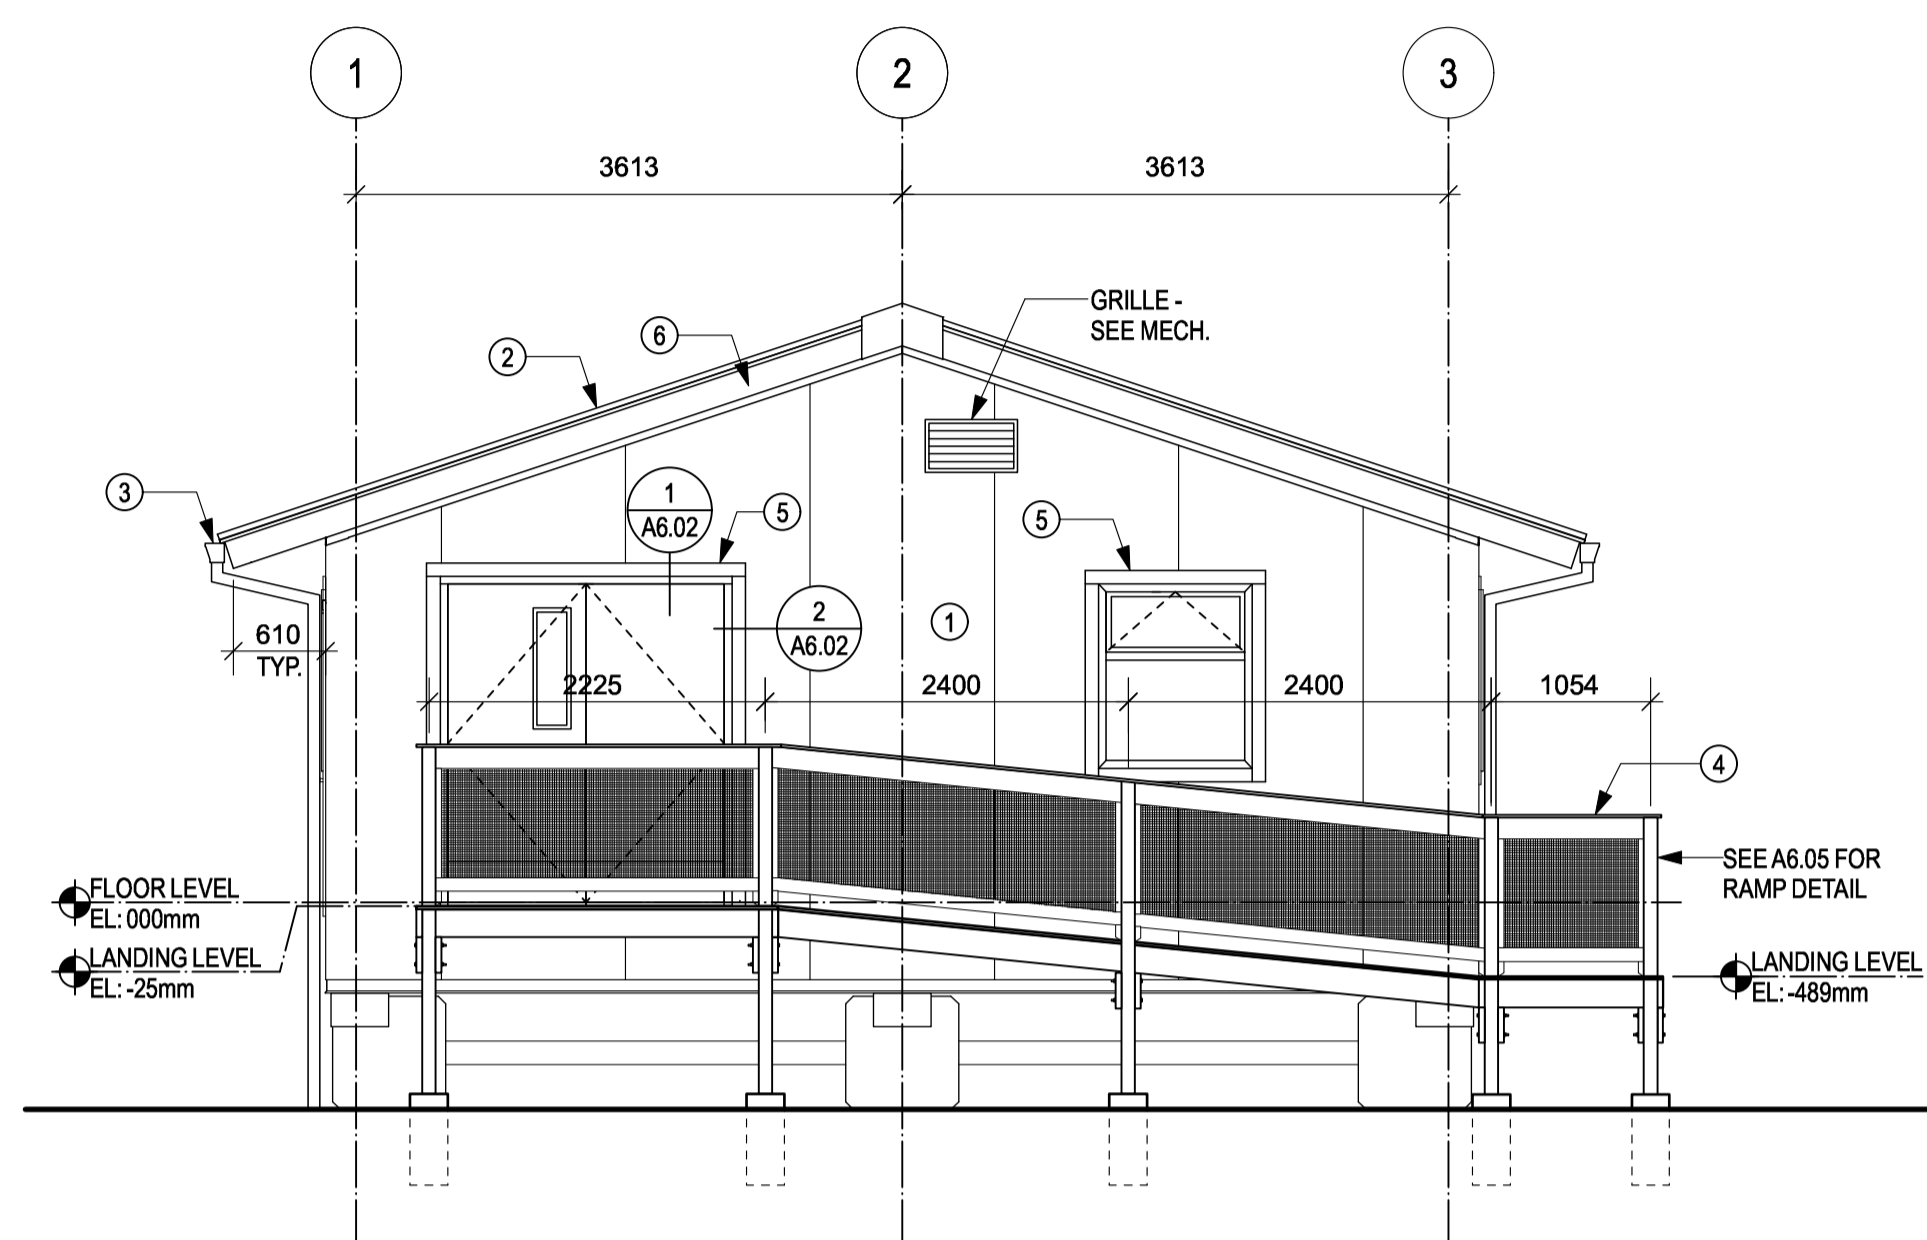 1
2
3
3613
3613
GRILLE -
SEE MECH.
6
2
3
1
A6.02
5
5
2
A6.02
1
610
TYP.
2225
2400
2400
1054
4
SEE A6.05 FOR
RAMP DETAIL
FLOOR LEVEL
EL: 000mm
LANDING LEVEL
EL: -25mm
LANDING LEVEL
EL: -489mm